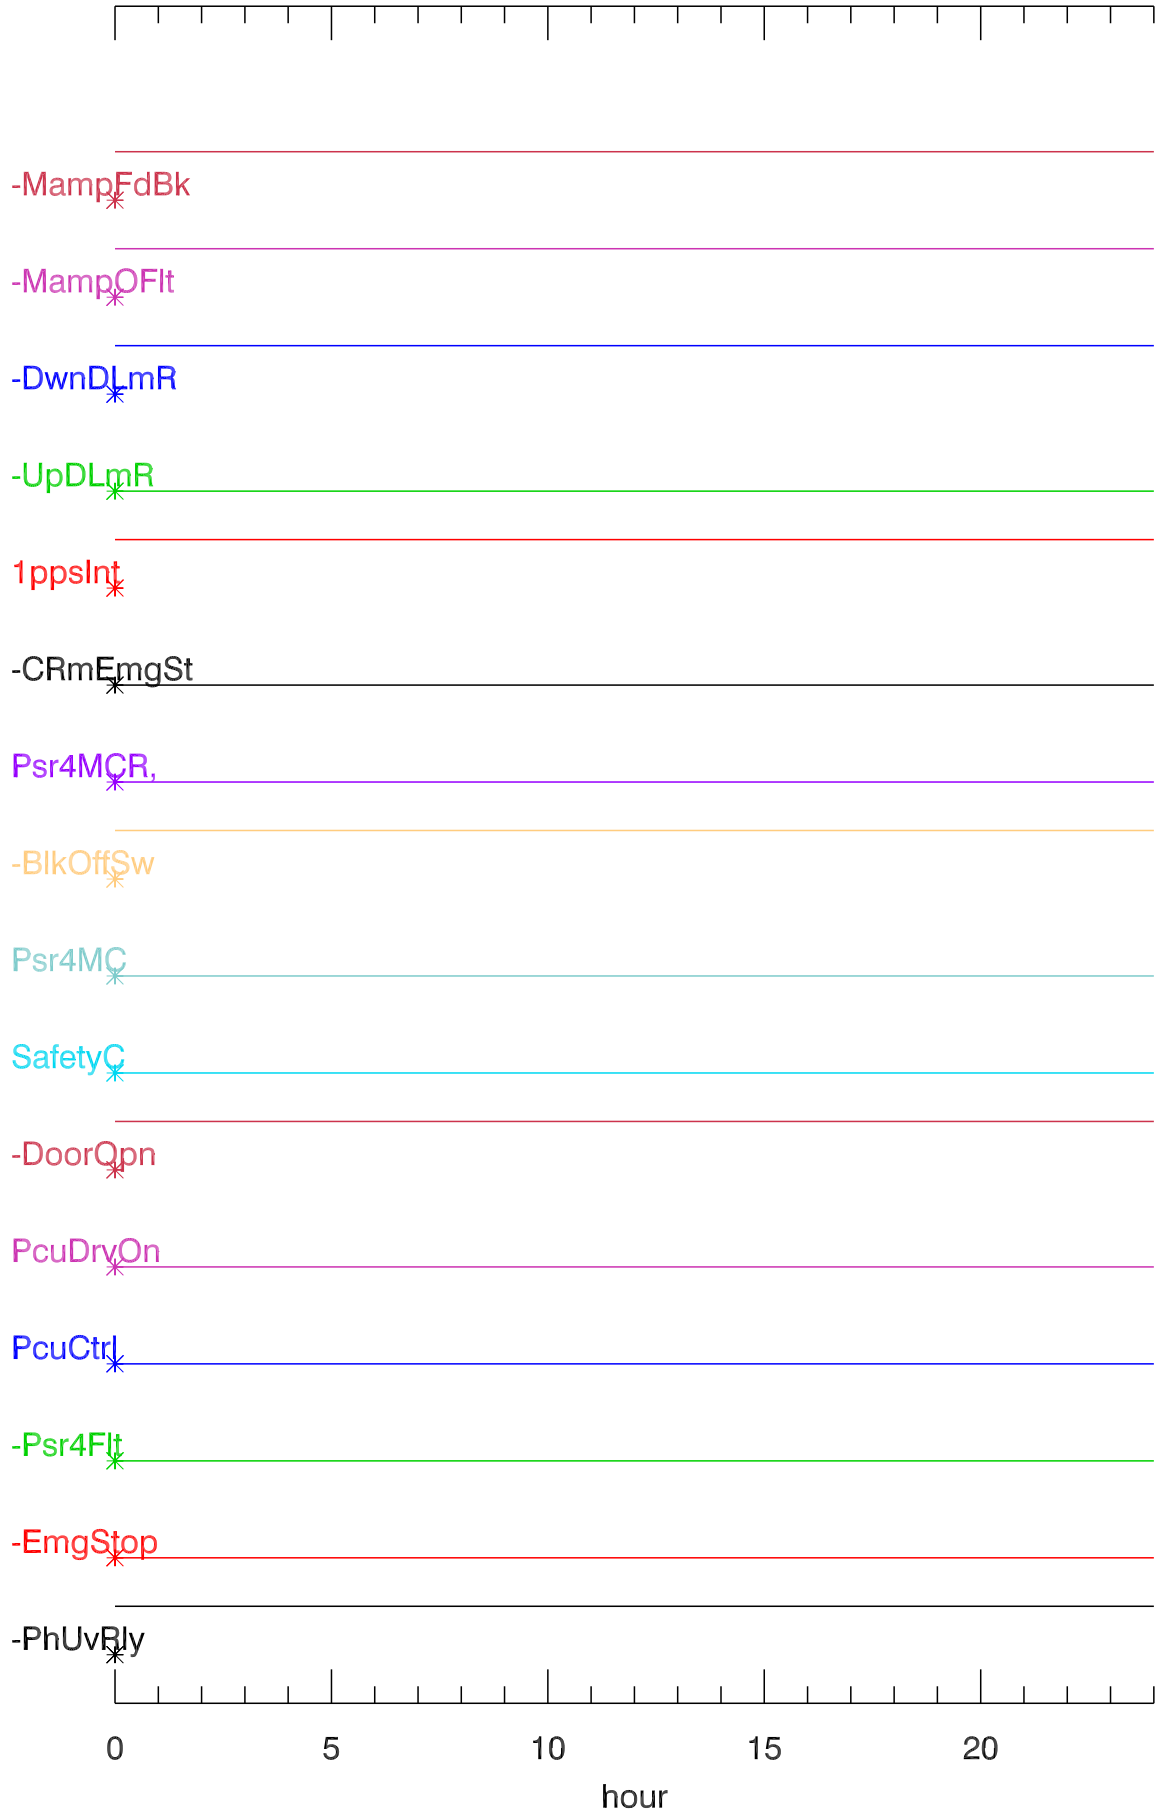 -MampFdBk
-MampOFlt
-DwnDLmR
-UpDLmR
1ppsInt
-CRmEmgSt
Psr4MCR,
-BlkOffSw
Psr4MC
SafetyC
-DoorOpn
PcuDrvOn
PcuCtrl
-Psr4Flt
-EmgStop
-PhUvRly
0 5 10 15 20
hour